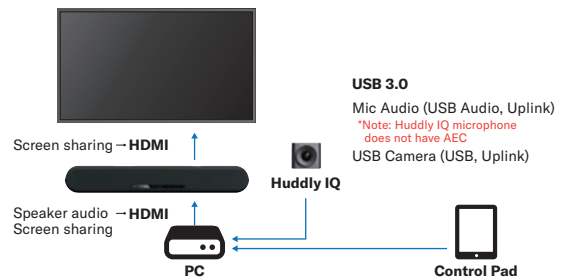 USB 3.0
Mic Audio (USB Audio, Uplink)
*Note: Huddly IQ microphone
does not have AEC
USB Camera (USB, Uplink)
Screen sharing → HDMI
Huddly IQ
Speaker audio → HDMI
Screen sharing
PC
Control Pad